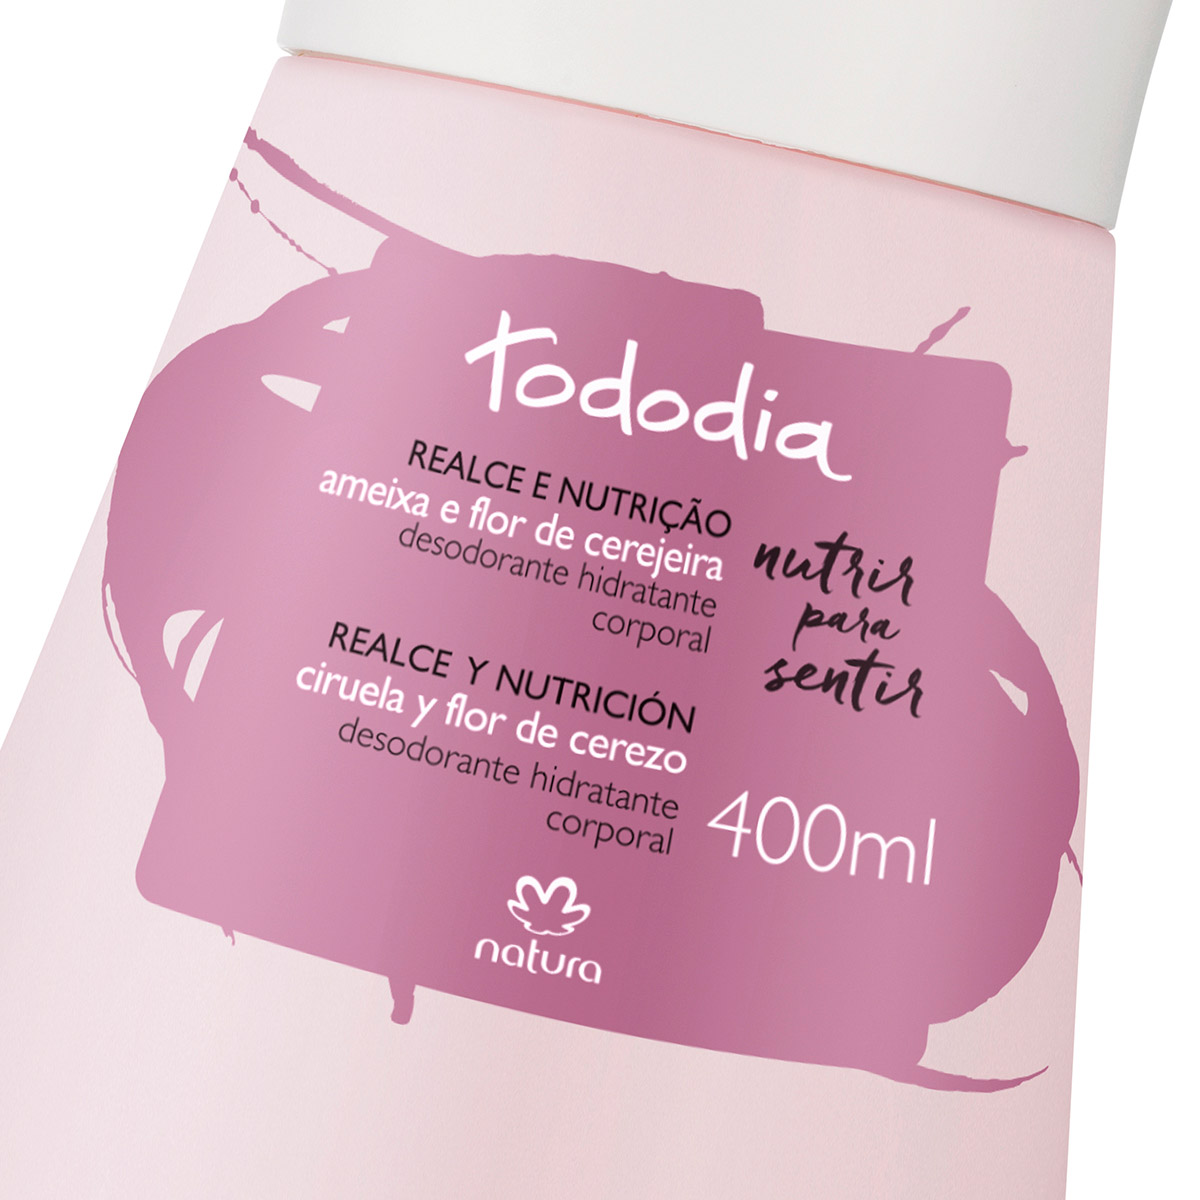 Tododia
REALCE E NUTRIÇÃO
ameixa e flor de cerejeira
desodorante hidratante
corporal
nutrir
para
sentir
REALCE Y NUTRICIÓN
ciruela y flor de cerezo
desodorante hidratante
corporal
400ml
natura